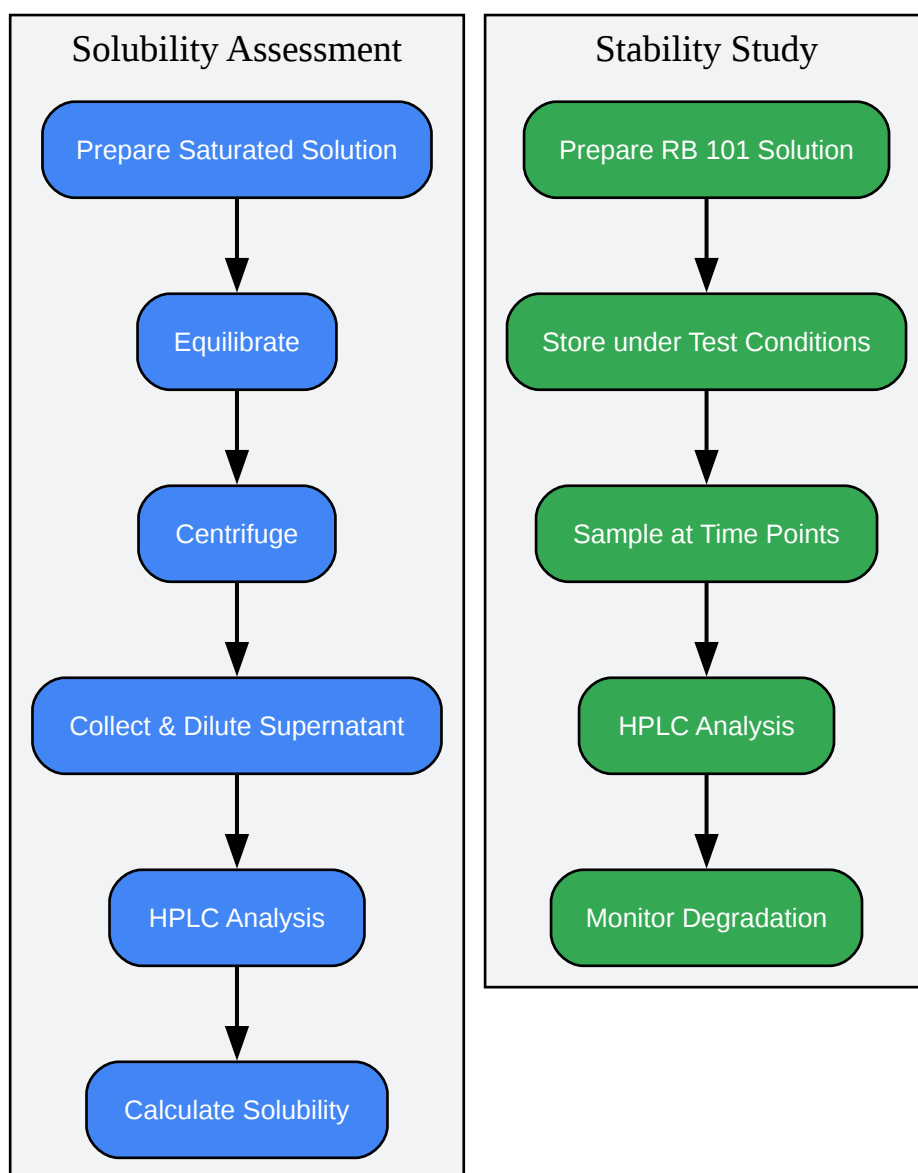 Solubility Assessment
Prepare Saturated Solution
Equilibrate
Centrifuge
Collect & Dilute Supernatant
HPLC Analysis
Calculate Solubility
Stability Study
Prepare RB 101 Solution
Store under Test Conditions
Sample at Time Points
HPLC Analysis
Monitor Degradation